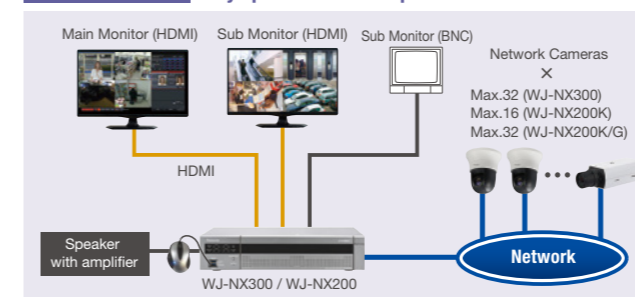 Main Monitor (HDMI)
Sub Monitor (HDMI)
Sub Monitor (BNC)
Network Cameras
×
Max.32 (WJ-NX300)
Max.16 (WJ-NX200K)
Max.32 (WJ-NX200K/G)
HDMI
Speaker
with amplifier
Network
WJ-NX300 / WJ-NX200